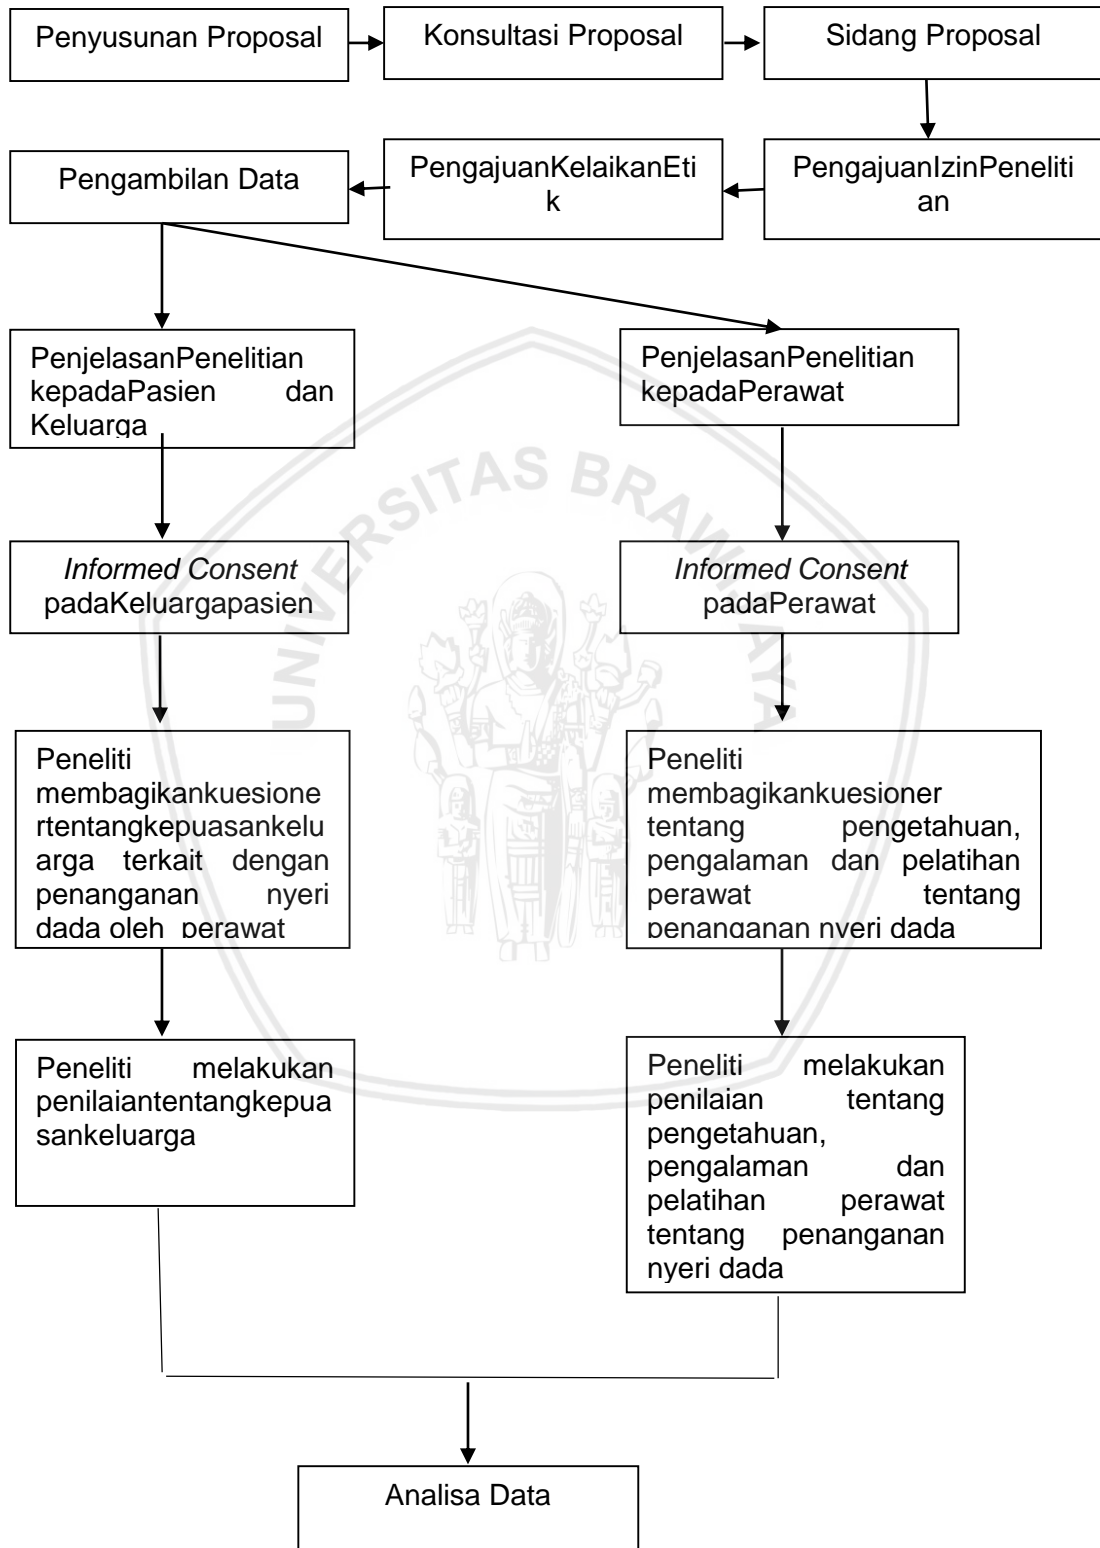 Penyusunan Proposal
Konsultasi Proposal
Sidang Proposal
Pengambilan Data
PengajuanKelaikanEti
k
PengajuanIzinPeneliti
an
PenjelasanPenelitian
kepadaPasien dan
Keluarga
PenjelasanPenelitian
kepadaPerawat
UNIVERSITAS BRAWIJAYA
Informed Consent
padaKeluargapasien
Informed Consent
padaPerawat
Peneliti
membagikankuesione
rtentangkepuasankelu
arga terkait dengan
penanganan nyeri
dada oleh perawat
Peneliti
membagikankuesioner
tentang pengetahuan,
pengalaman dan pelatihan
perawat tentang
penanganan nyeri dada
Peneliti melakukan
penilaiantentangkepua
sankeluarga
Peneliti melakukan
penilaian tentang
pengetahuan,
pengalaman dan
pelatihan perawat
tentang penanganan
nyeri dada
Analisa Data